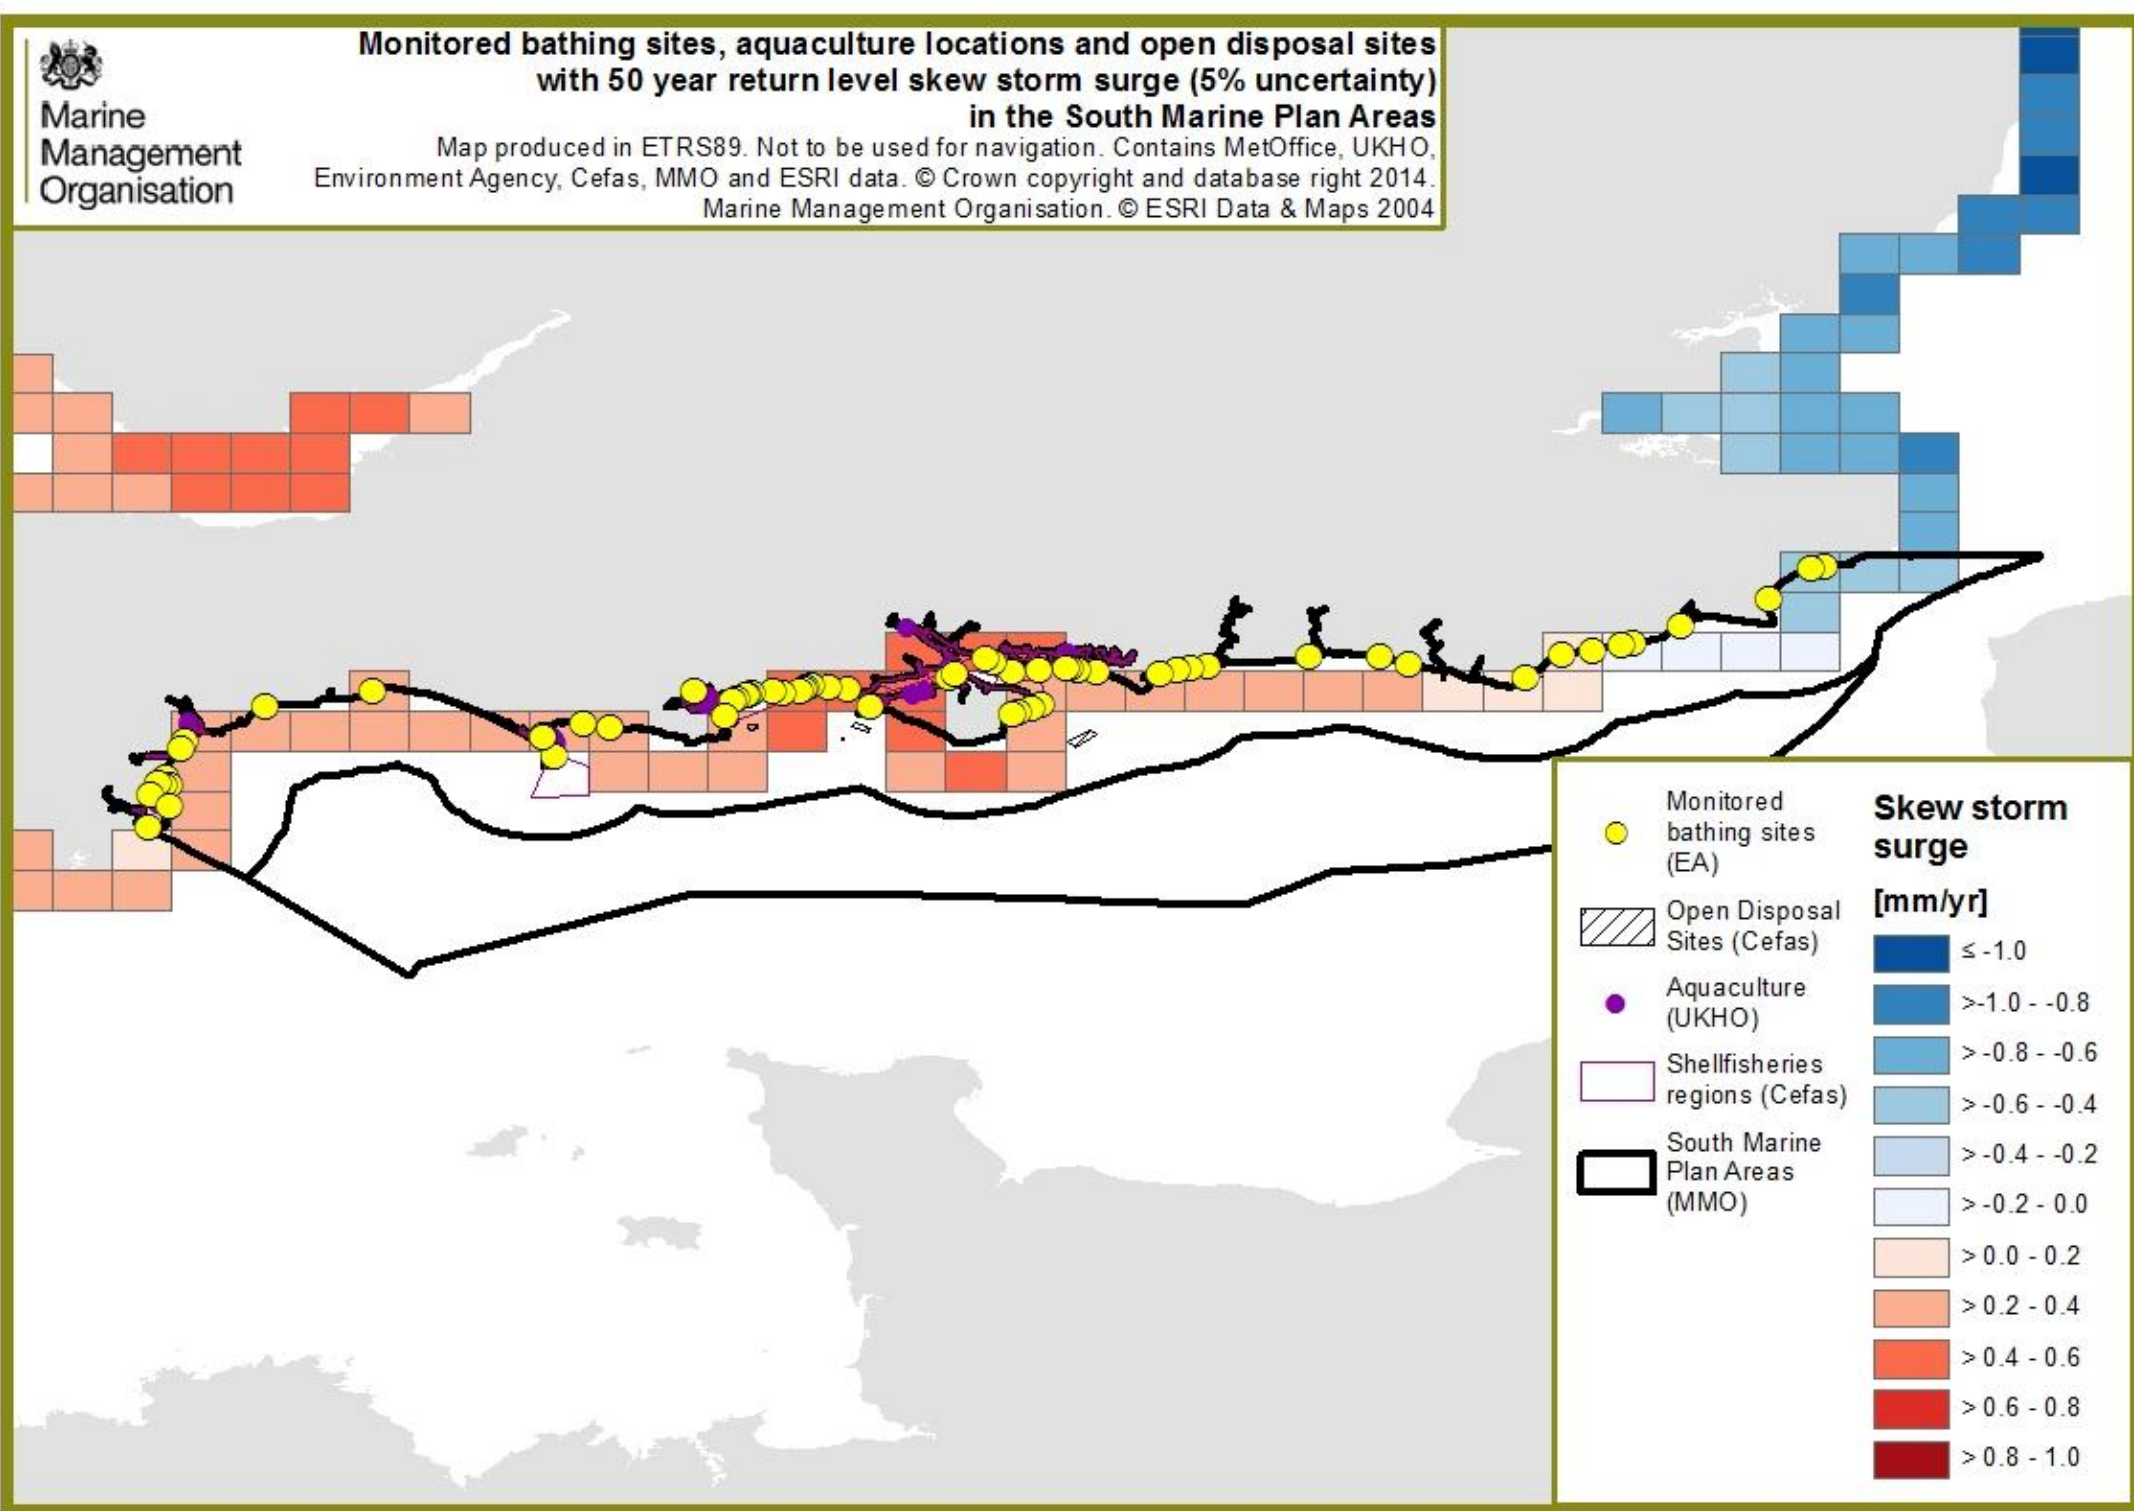 Marine
Management
Organisation
Monitored bathing sites, aquaculture locations and open disposal sites
with 50 year return level skew storm surge (5% uncertainty)
in the South Marine Plan Areas
Map produced in ETRS89. Not to be used for navigation. Contains MetOffice, UKHO,
Environment Agency, Cefas, MMO and ESRI data. © Crown copyright and database right 2014.
Marine Management Organisation. © ESRI Data & Maps 2004
Monitored
bathing sites
(EA)
Open Disposal
Sites (Cefas)
Aquaculture
(UKHO)
Shellfisheries
regions (Cefas)
South Marine
Plan Areas
(MMO)
Skew storm
surge
[mm/yr]
≤ -1.0
>-1.0 - -0.8
> -0.8 - -0.6
> -0.6 - -0.4
> -0.4 - -0.2
> -0.2 - 0.0
> 0.0 - 0.2
> 0.2 - 0.4
> 0.4 - 0.6
> 0.6 - 0.8
> 0.8 - 1.0